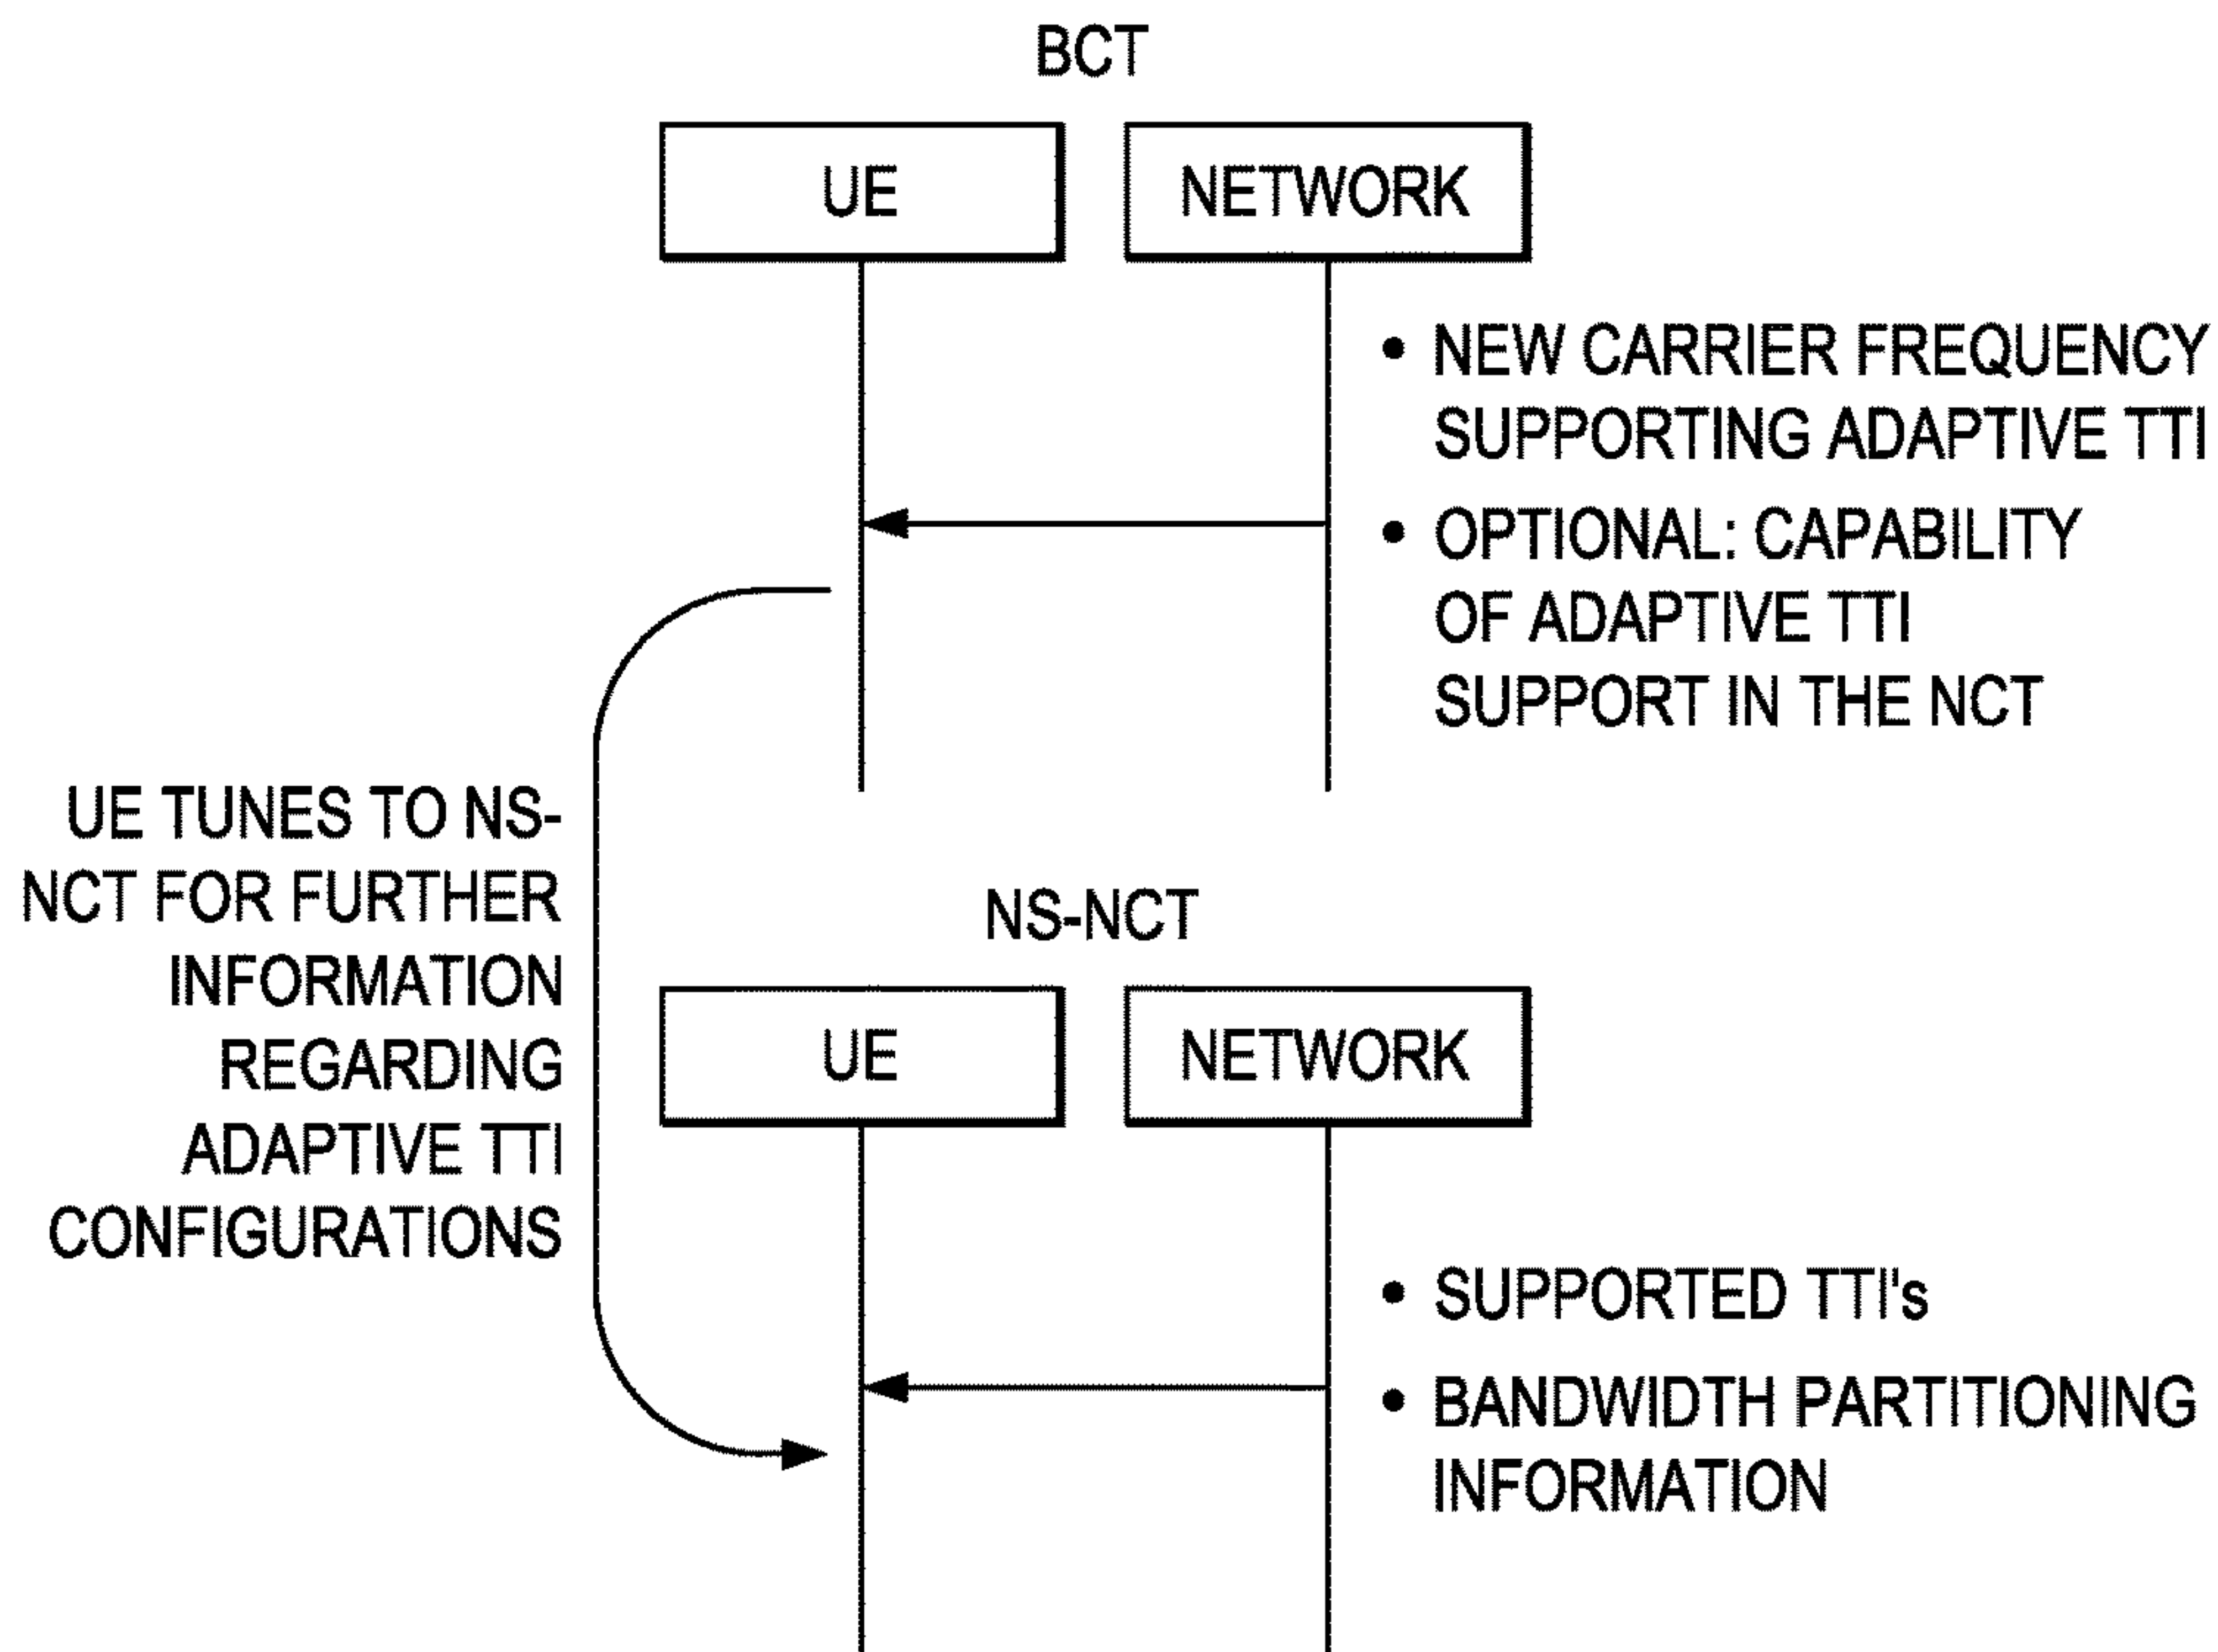 BCT
UE
NETWORK
• NEW CARRIER FREQUENCY
SUPPORTING ADAPTIVE TTI
• OPTIONAL: CAPABILITY
OF ADAPTIVE TTI
SUPPORT IN THE NCT
UE TUNES TO NS-
NCT FOR FURTHER
INFORMATION
REGARDING
ADAPTIVE TTI
CONFIGURATIONS
NS-NCT
UE
NETWORK
• SUPPORTED TTI's
• BANDWIDTH PARTITIONING
INFORMATION